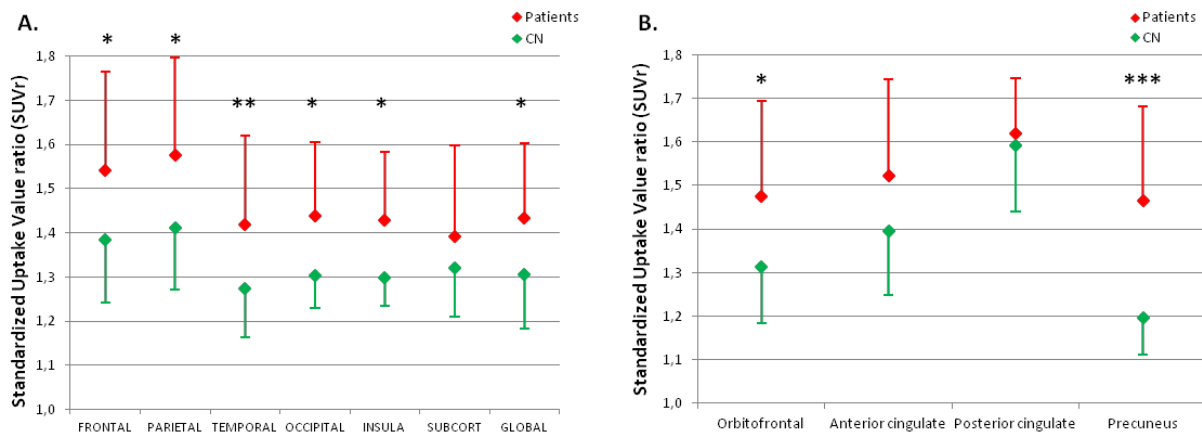 A.
Patients
CN
Standardized Uptake Value ratio (SUVr)
1,8
1,7
1,6
1,5
1,4
1,3
1,2
1,1
1,0
* * ** * * *
FRONTAL PARIETAL TEMPORAL OCCIPITAL INSULA SUBCORT GLOBAL
B.
Patients
CN
Standardized Uptake Value ratio (SUVr)
1,8
1,7
1,6
1,5
1,4
1,3
1,2
1,1
1,0
* ***
Orbitofrontal Anterior cingulate Posterior cingulate Precuneus